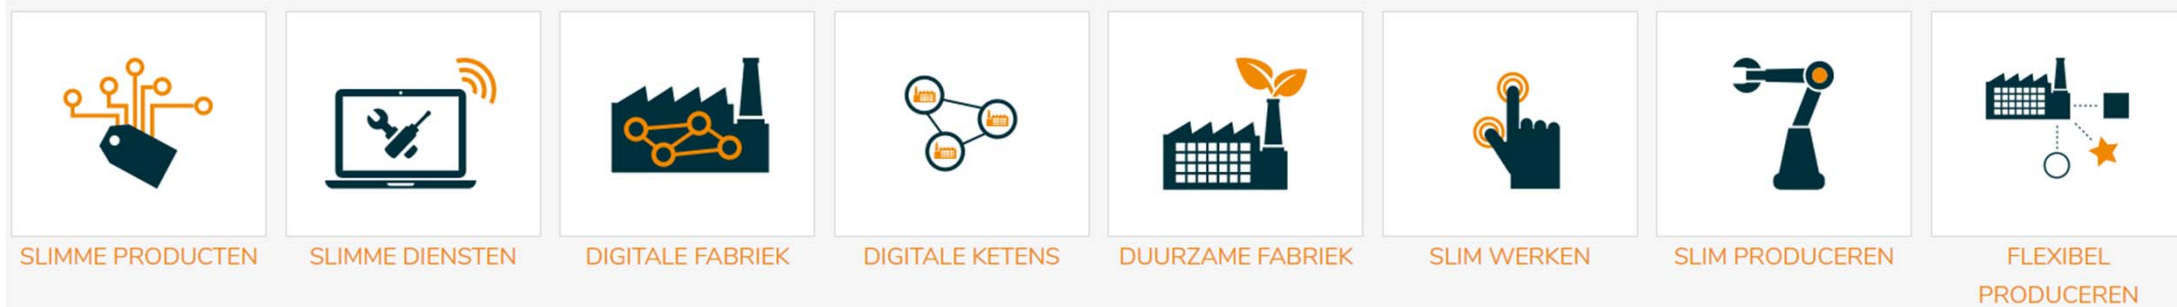 SLIMME PRODUCTEN
SLIMME DIENSTEN
DIGITALE FABRIEK
DIGITALE KETENS
DUURZAME FABRIEK
SLIM WERKEN
SLIM PRODUCEREN
FLEXIBEL
PRODUCEREN